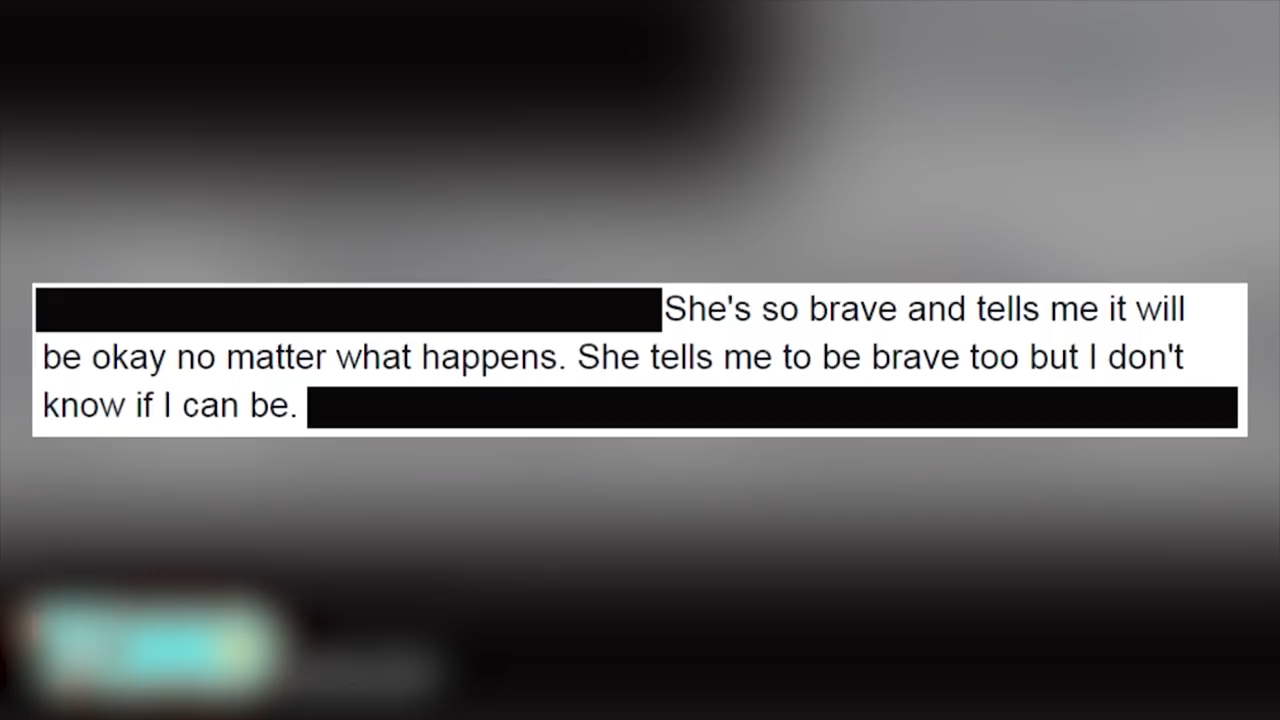 She's so brave and tells me it will
be okay no matter what happens. She tells me to be brave too but I don't
know if I can be.